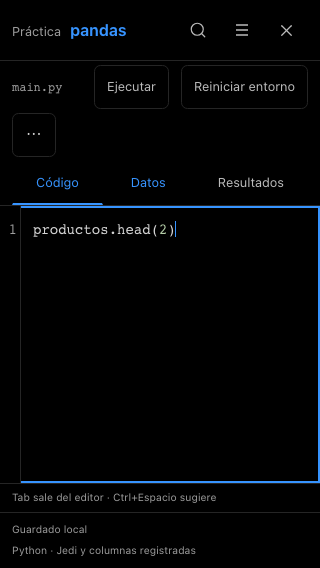 Práctica pandas
main.py Ejecutar Reiniciar entorno
...
Código Datos Resultados
1 productos.head(2)
Tab sale del editor · Ctrl+Espacio sugiere
Guardado local
Python · Jedi y columnas registradas